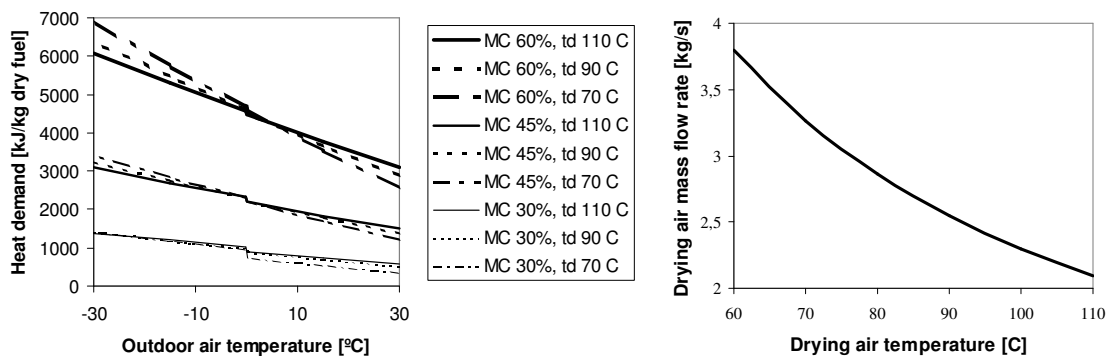 Heat demand [kJ/kg dry fuel]
7000
6000
5000
4000
3000
2000
1000
0
-30
-10
10
30
Outdoor air temperature [ºC]
MC 60%, td 110 C
MC 60%, td 90 C
MC 60%, td 70 C
MC 45%, td 110 C
MC 45%, td 90 C
MC 45%, td 70 C
MC 30%, td 110 C
MC 30%, td 90 C
MC 30%, td 70 C
Drying air mass flow rate [kg/s]
4
3,5
3
2,5
2
60
70
80
90
100
110
Drying air temperature [C]